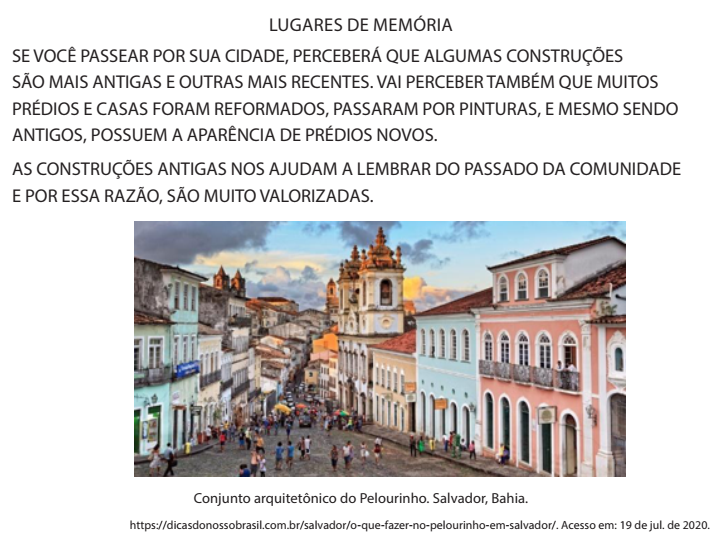 LUGARES DE MEMÓRIA
SE VOCÊ PASSEAR POR SUA CIDADE, PERCEBERÁ QUE ALGUMAS CONSTRUÇÕES
SÃO MAIS ANTIGAS E OUTRAS MAIS RECENTES. VAI PERCEBER TAMBÉM QUE MUITOS
PRÉDIOS E CASAS FORAM REFORMADOS, PASSARAM POR PINTURAS, E MESMO SENDO
ANTIGOS, POSSUEM A APARÊNCIA DE PRÉDIOS NOVOS.
AS CONSTRUÇÕES ANTIGAS NOS AJUDAM A LEMBRAR DO PASSADO DA COMUNIDADE
E POR ESSA RAZÃO, SÃO MUITO VALORIZADAS.
Conjunto arquitetônico do Pelourinho. Salvador, Bahia.
https://dicasdonossobrasil.com.br/salvador/o-que-fazer-no-pelourinho-em-salvador/. Acesso em: 19 de jul. de 2020.